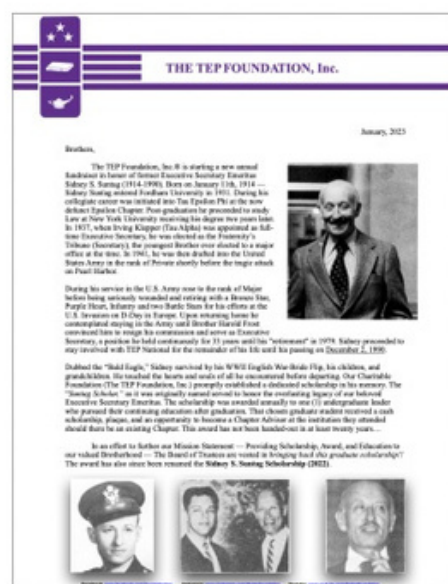 THE TEP FOUNDATION, Inc.
January, 2023
Brothers,
The TEP Foundation, Inc.® is starting a new annual
fundraiser in honor of former Executive Secretary Emeritus
Sidney S. Suntag (1914-1990). Born on January 11th, 1914 —
Sidney Suntag entered Fordham University in 1931. During his
collegiate career was initiated into Tau Epsilon Phi at the now
defunct Epsilon Chapter. Post-graduation he proceeded to study
Law at New York University receiving his degree two years later.
In 1937, when Irving Klepper (Tau Alpha) was appointed as full-
time Executive Secretary, he was elected as the Fraternity's
Tribune (Secretary), the youngest Brother ever elected to a major
office at the time. In 1941, he was then drafted into the United
States Army in the rank of Private shortly before the tragic attack
on Pearl Harbor.
During his service in the U.S. Army rose to the rank of Major
before being seriously wounded and retiring with a Bronze Star,
Purple Heart, Infantry and two Battle Stars for his efforts at the
U.S. Invasion on D-Day in Europe. Upon returning home he
contemplated staying in the Army until Brother Harold Frost
convinced him to resign his commission and serve as Executive
Secretary, a position he held continuously for 33 years until his "retirement" in 1979. Sidney proceeded to
stay involved with TEP National for the remainder of his life until his passing on December 2, 1990.
Dubbed the "Bald Eagle," Sidney survived by his WWII English War-Bride Flip, his children, and
grandchildren. He touched the hearts and souls of all he encountered before departing. Our Charitable
Foundation (The TEP Foundation, Inc.) promptly established a dedicated scholarship in his memory. The
"Suntag Scholar," as it was originally named served to honor the everlasting legacy of our beloved
Executive Secretary Emeritus. The scholarship was awarded annually to one (1) undergraduate leader
who pursued their continuing education after graduation. That chosen graduate student received a cash
scholarship, plaque, and an opportunity to become a Chapter Advisor at the institution they attended
should there be an existing Chapter. This award has not been handed-out in at least twenty years…
In an effort to further our Mission Statement — Providing Scholarship, Award, and Education to
our valued Brotherhood — The Board of Trustees are vested in bringing back this graduate scholarship!!
The award has also since been renamed the Sidney S. Suntag Scholarship (2022).